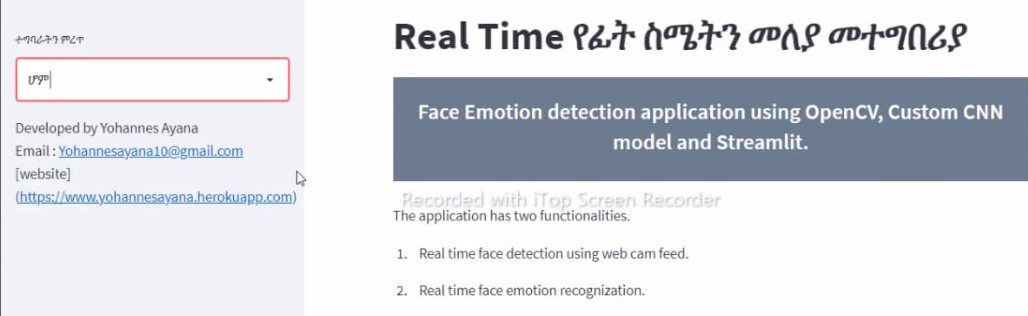 ተግባራትን ምረጥ
ሆም
Developed by Yohannes Ayana
Email : Yohannesayana10@gmail.com
[website]
(https://www.yohannesayana.herokuapp.com)
Real Time የፊት ስሜትን መለያ መተግበሪያ
Face Emotion detection application using OpenCV, Custom CNN
model and Streamlit.
Recorded with iTop Screen Recorder
The application has two functionalities.
1. Real time face detection using web cam feed.
2. Real time face emotion recognization.